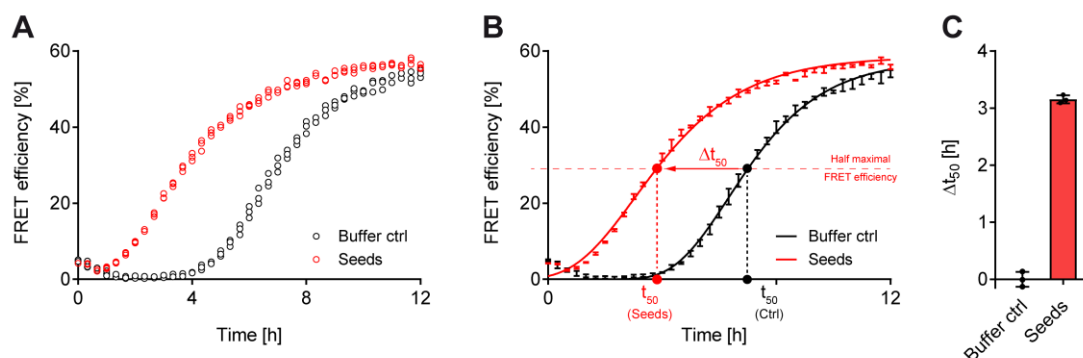 A
FRET efficiency [%]
60
40
20
0
0
4
8
12
Time [h]
Buffer ctrl
Seeds
B
FRET efficiency [%]
60
40
20
0
0
12
Time [h]
Δt50
Half maximal
FRET efficiency
Buffer ctrl
Seeds
t50
(Seeds)
t50
(Ctrl)
C
Δt50 [h]
4
3
2
1
0
Buffer ctrl
Seeds